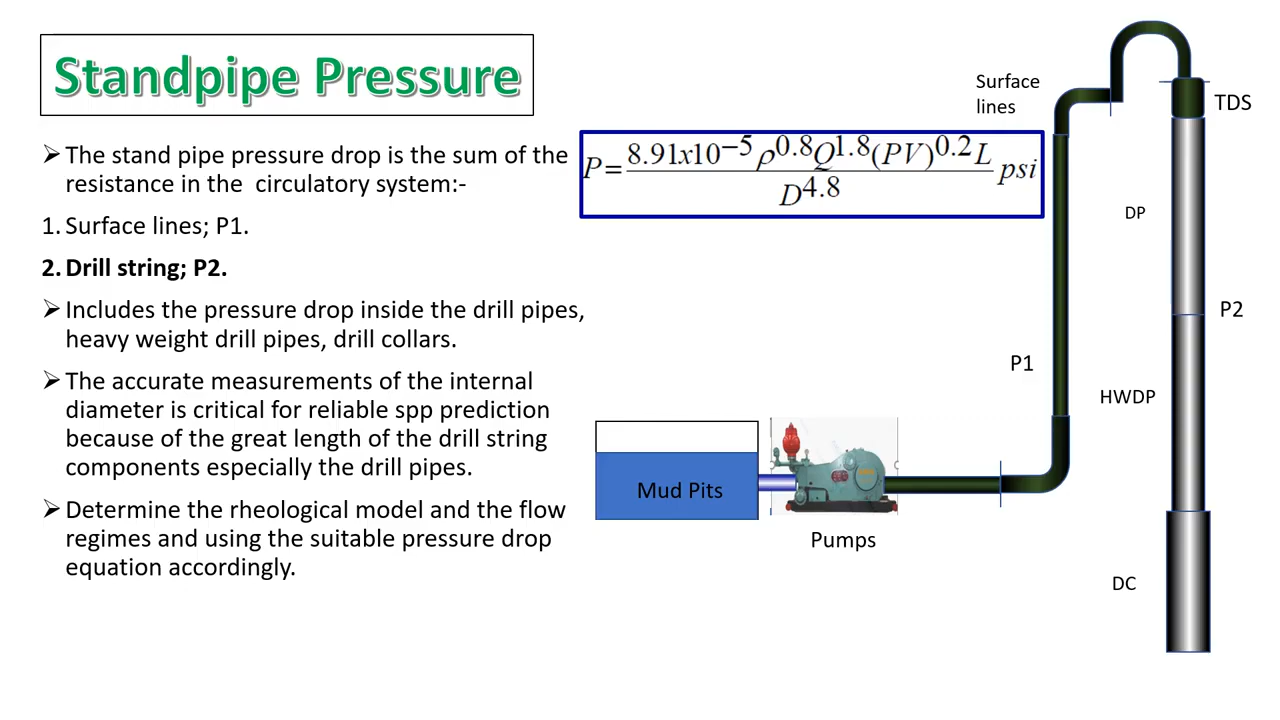 Standpipe Pressure
➢ The stand pipe pressure drop is the sum of the
resistance in the circulatory system:-
1. Surface lines; P1.
2. Drill string; P2.
➢ Includes the pressure drop inside the drill pipes,
heavy weight drill pipes, drill collars.
➢ The accurate measurements of the internal
diameter is critical for reliable spp prediction
because of the great length of the drill string
components especially the drill pipes.
➢ Determine the rheological model and the flow
regimes and using the suitable pressure drop
equation accordingly.
P = 8.91x10^-5 ρ^0.8 Q^1.8 (PV)^0.2 L / D^4.8 psi
Surface
lines
TDS
DP
P2
P1
HWDP
Mud Pits
Pumps
DC